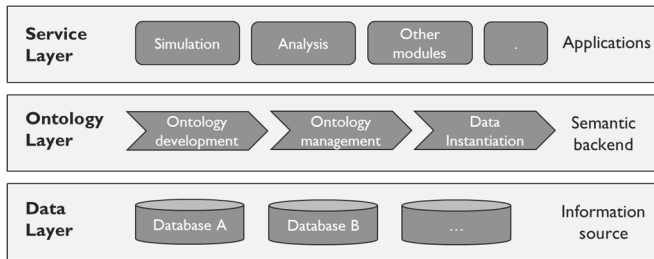 Service
Layer
Simulation
Analysis
Other
modules
.
Applications
Ontology
Layer
Ontology
development
Ontology
management
Data
Instantiation
Semantic
backend
Data
Layer
Database A
Database B
...
Information
source